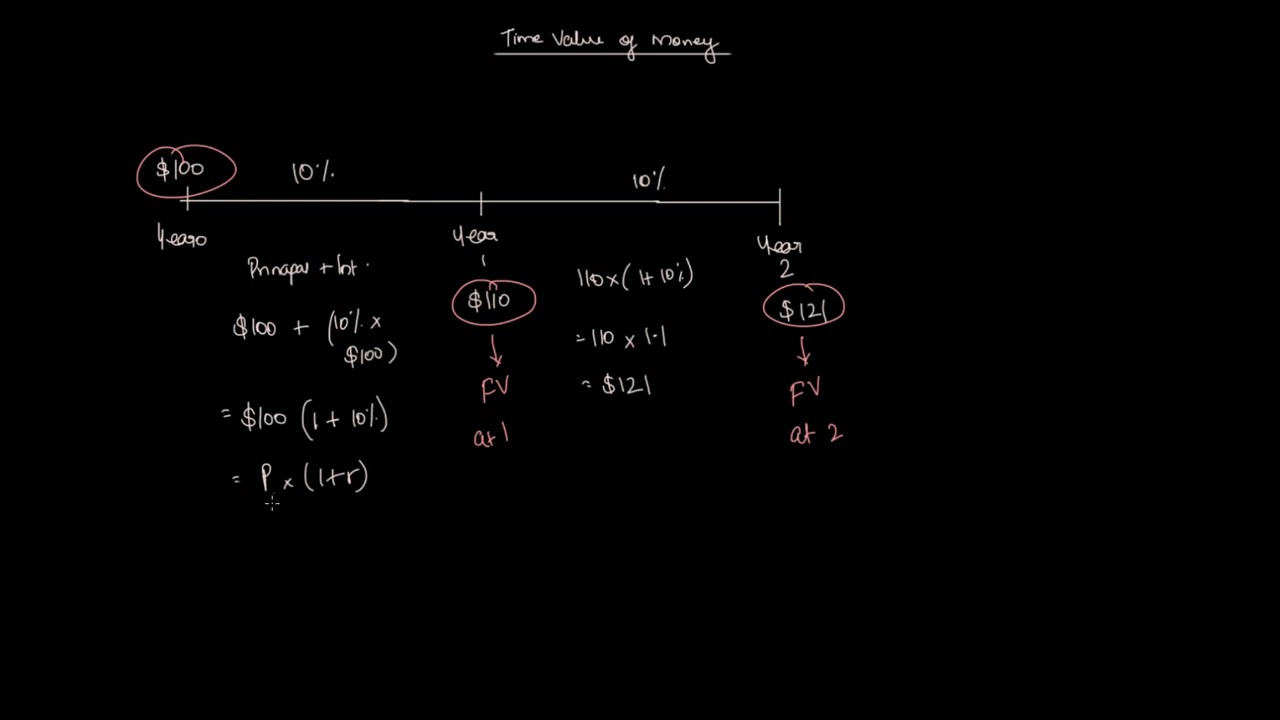 Time Value of Money
$100
10%
10%
Year 0
Year
1
Year
2
Principal + Int.
$100 + (10% x
$100)
= $100 (1 + 10%)
= P x (1+r)
$110
FV
at 1
110 x (1 + 10%)
= 110 x 1.1
= $121
$121
FV
at 2